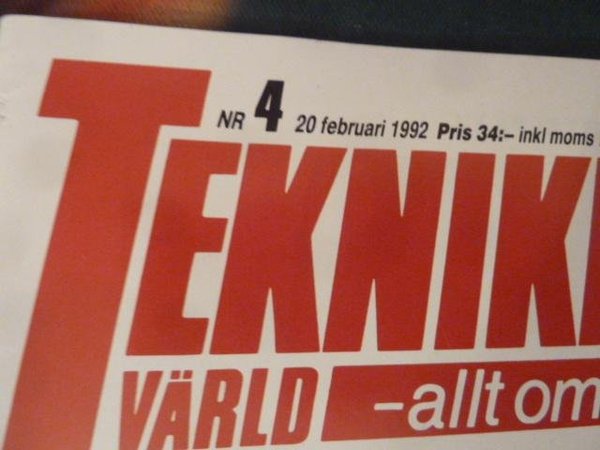 NR 4 20 februari 1992 Pris 34:– inkl moms
TEKNIK
VÄRLD –allt om